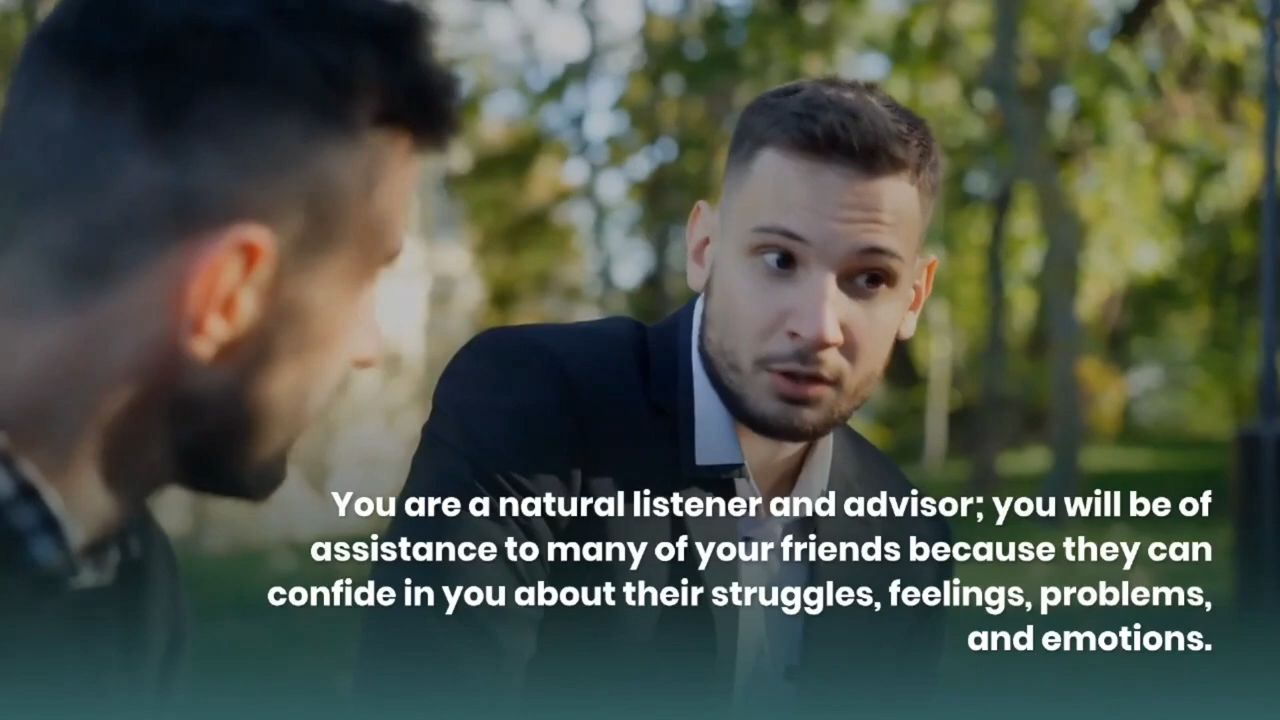 You are a natural listener and advisor; you will be of
assistance to many of your friends because they can
confide in you about their struggles, feelings, problems,
and emotions.